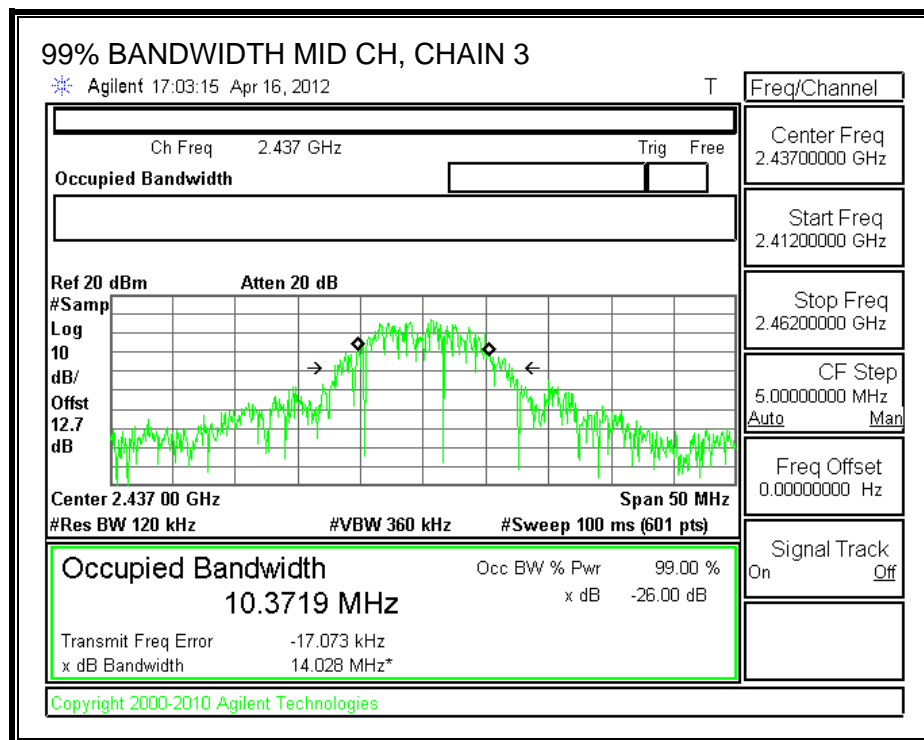 99% BANDWIDTH MID CH, CHAIN 3
Agilent 17:03:15 Apr 16, 2012 T
Freq/Channel
Ch Freq 2.437 GHz Trig Free
Occupied Bandwidth
Center Freq
2.43700000 GHz
Start Freq
2.41200000 GHz
Stop Freq
2.46200000 GHz
CF Step
5.00000000 MHz
Auto Man
Freq Offset
0.00000000 Hz
Signal Track
On Off
Ref 20 dBm Atten 20 dB
#Samp
Log
10
dB/
Offst
12.7
dB
Center 2.437 00 GHz Span 50 MHz
#Res BW 120 kHz #VBW 360 kHz #Sweep 100 ms (601 pts)
Occupied Bandwidth Occ BW % Pwr 99.00 %
10.3719 MHz x dB -26.00 dB
Transmit Freq Error -17.073 kHz
x dB Bandwidth 14.028 MHz*
Copyright 2000-2010 Agilent Technologies